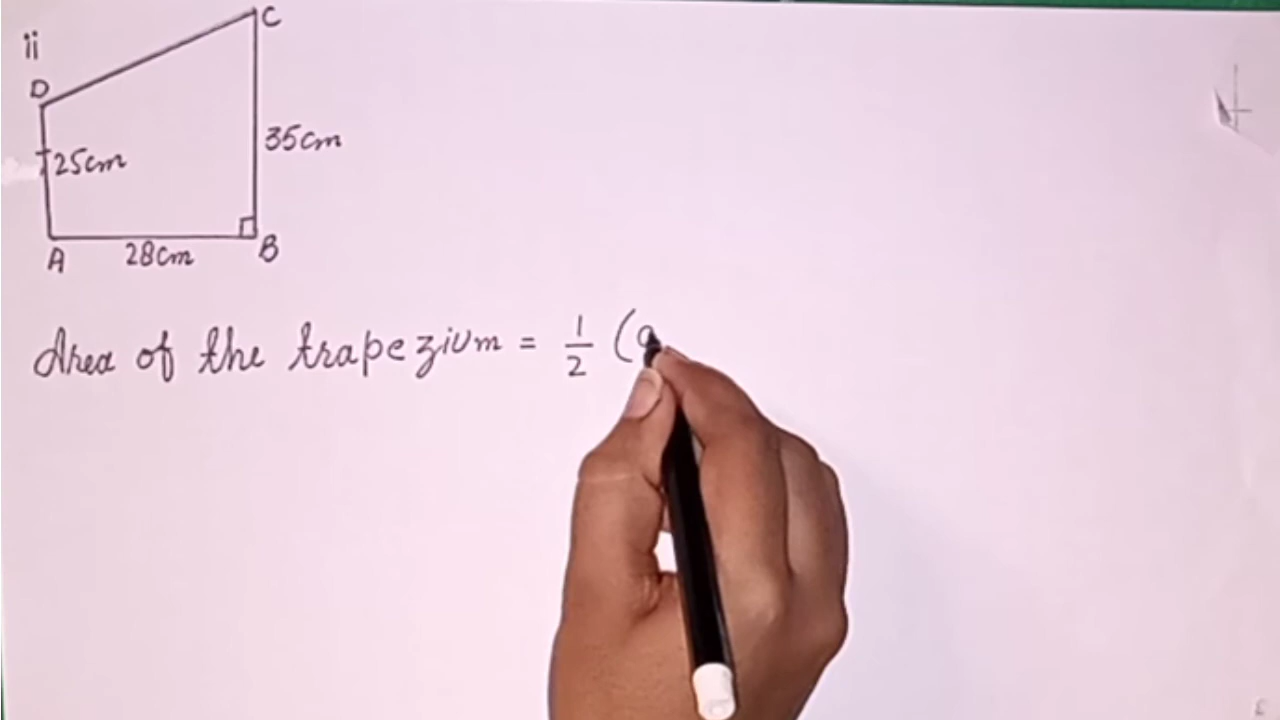 ii
C
D
35cm
25cm
A
28cm
B
Area of the trapezium = 1/2 (a